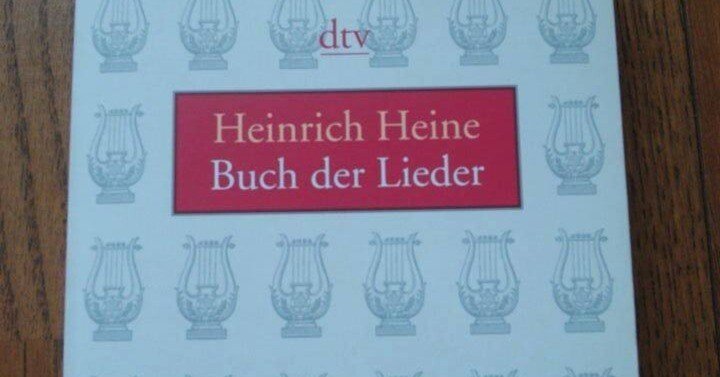 dtv
Heinrich Heine
Buch der Lieder